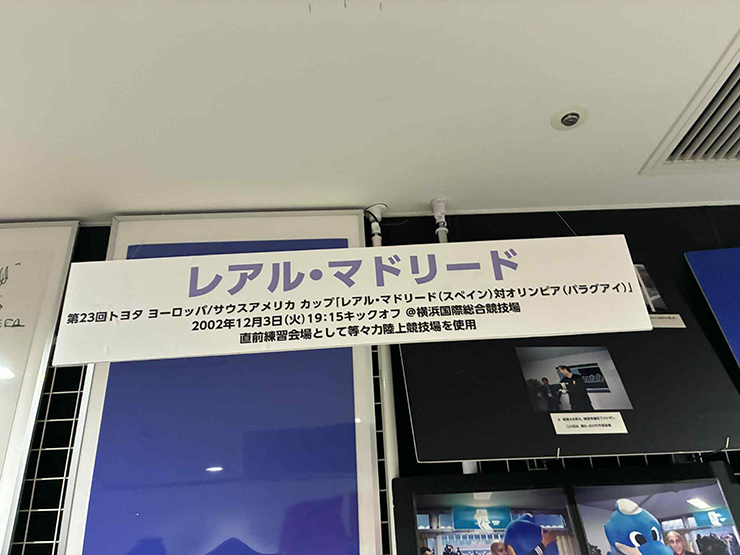 レアル・マドリード
第23回トヨタ ヨーロッパ/サウスアメリカ カップ「レアル・マドリード(スペイン)対オリンピア(パラグアイ)」
2002年12月3日(火)19:15キックオフ @横浜国際総合競技場
直前練習会場として等々力陸上競技場を使用